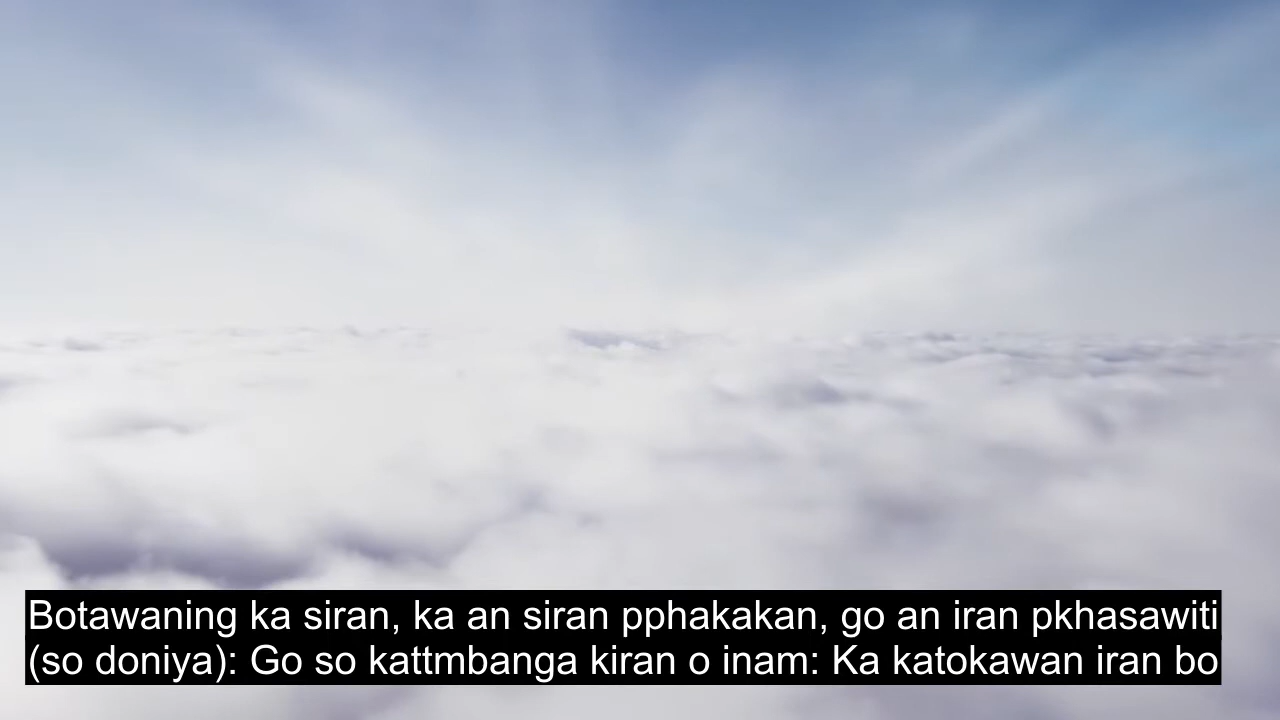 Botawaning ka siran, ka an siran pphakakan, go an iran pkhasawiti
(so doniya): Go so kattmbanga kiran o inam: Ka katokawan iran bo